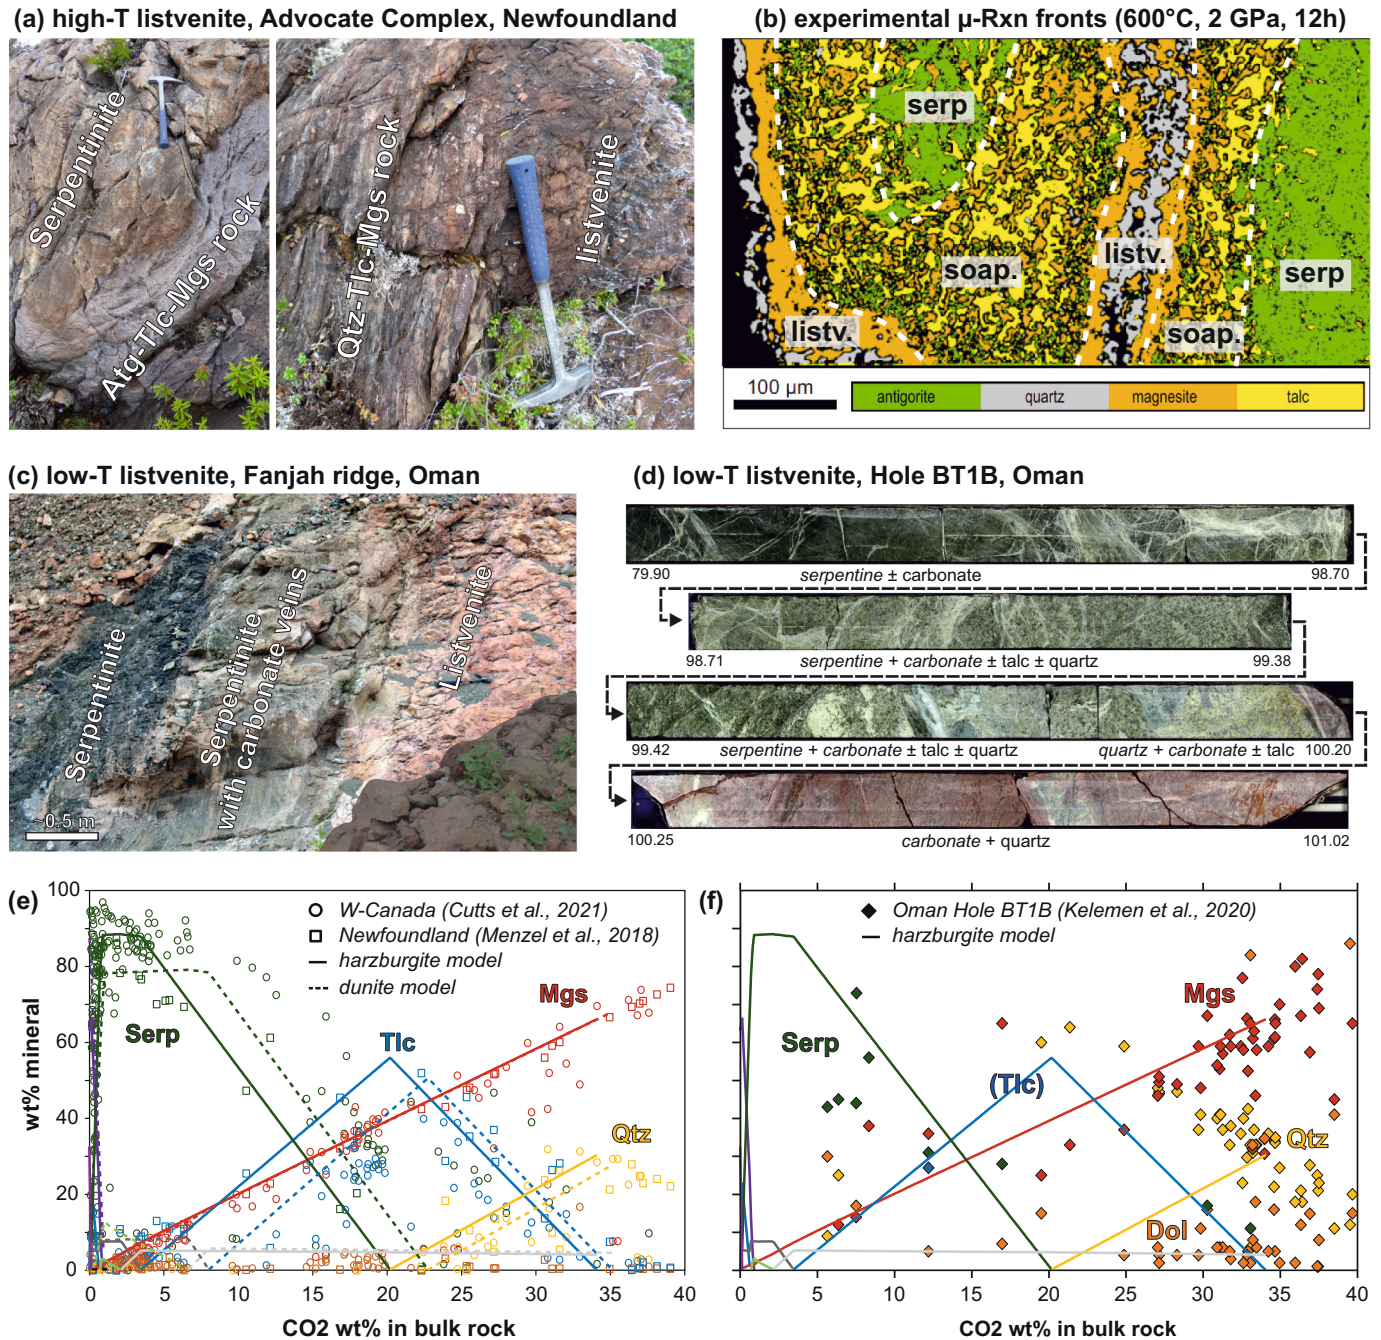 (a) high-T listvenite, Advocate Complex, Newfoundland
Serpentinite
Atg-Tlc-Mgs rock
Qtz-Tlc-Mgs rock
listvenite
(b) experimental µ-Rxn fronts (600°C, 2 GPa, 12h)
serp
soap.
listv.
serp
listv.
soap.
100 µm
antigorite
quartz
magnesite
talc
(c) low-T listvenite, Fanjah ridge, Oman
Serpentinite
Serpentinite
with carbonate veins
Listvenite
~0.5 m
(d) low-T listvenite, Hole BT1B, Oman
79.90 serpentine ± carbonate 98.70
98.71 serpentine + carbonate ± talc ± quartz 99.38
99.42 serpentine + carbonate ± talc ± quartz quartz + carbonate ± talc 100.20
100.25 carbonate + quartz 101.02
(e)
wt% mineral
100
80
60
40
20
0
W-Canada (Cutts et al., 2021)
Newfoundland (Menzel et al., 2018)
harzburgite model
dunite model
Serp
Tlc
Mgs
Qtz
0 5 10 15 20 25 30 35 40
CO2 wt% in bulk rock
(f)
Oman Hole BT1B (Kelemen et al., 2020)
harzburgite model
Serp
(Tlc)
Mgs
Qtz
Dol
0 5 10 15 20 25 30 35 40
CO2 wt% in bulk rock